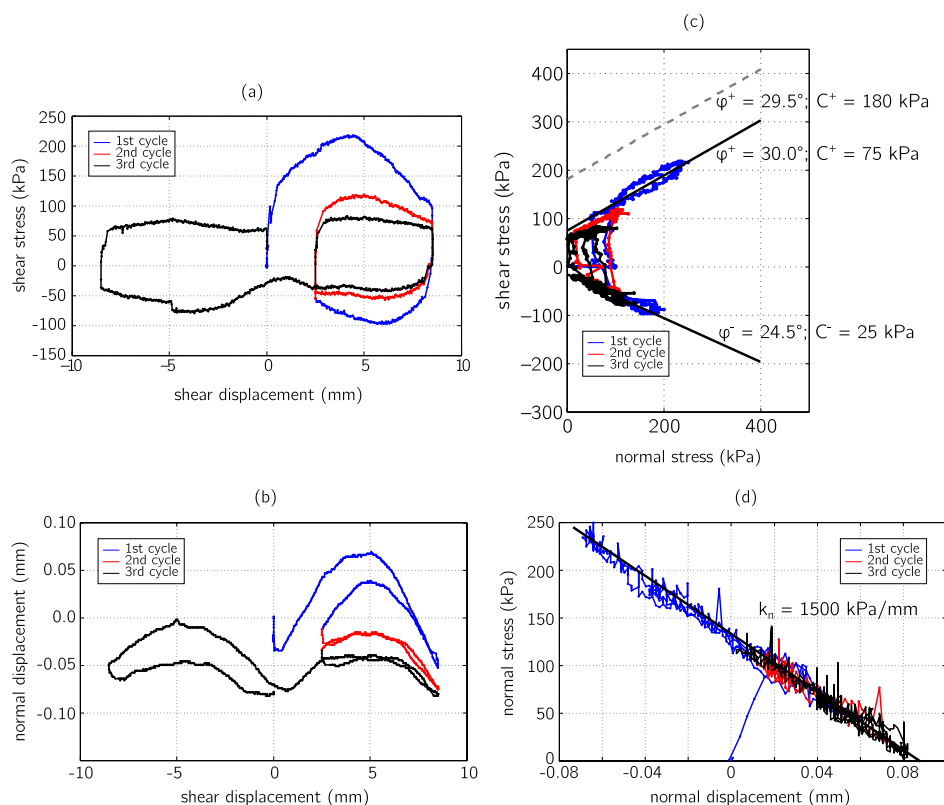 (a)
250
200
150
100
50
0
-50
-100
-150
shear stress (kPa)
1st cycle
2nd cycle
3rd cycle
-10
-5
0
5
10
shear displacement (mm)
(c)
400
300
200
100
0
-100
-200
-300
shear stress (kPa)
φ+ = 29.5°; C+ = 180 kPa
φ+ = 30.0°; C+ = 75 kPa
φ- = 24.5°; C- = 25 kPa
1st cycle
2nd cycle
3rd cycle
0
200
400
normal stress (kPa)
(b)
0.10
0.05
0.0
-0.05
-0.10
normal displacement (mm)
1st cycle
2nd cycle
3rd cycle
-10
-5
0
5
10
shear displacement (mm)
(d)
250
200
150
100
50
0
normal stress (kPa)
1st cycle
2nd cycle
3rd cycle
kn = 1500 kPa/mm
-0.08
-0.04
0
0.04
0.08
normal displacement (mm)